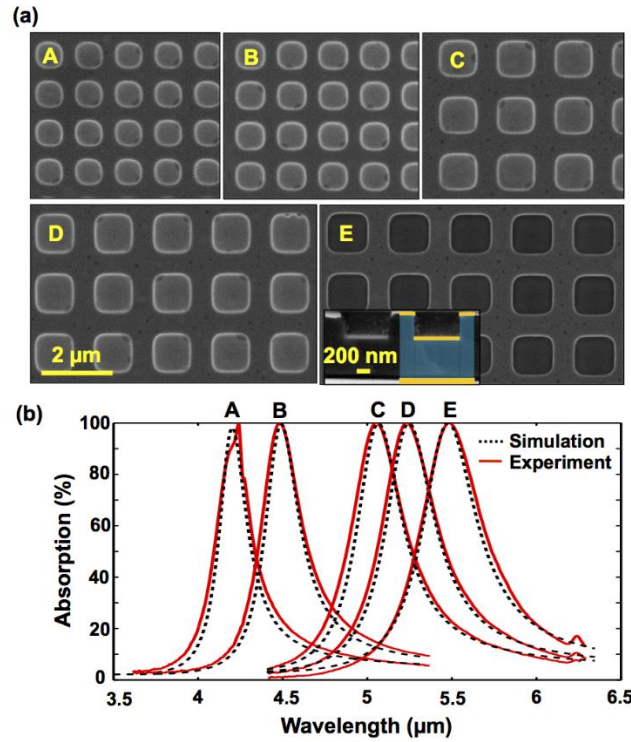 (a)
A
B
C
D
E
2 μm
200 nm
(b)
A B C D E
Simulation
Experiment
Absorption (%)
100
80
60
40
20
0
3.5 4 4.5 5 5.5 6 6.5
Wavelength (μm)